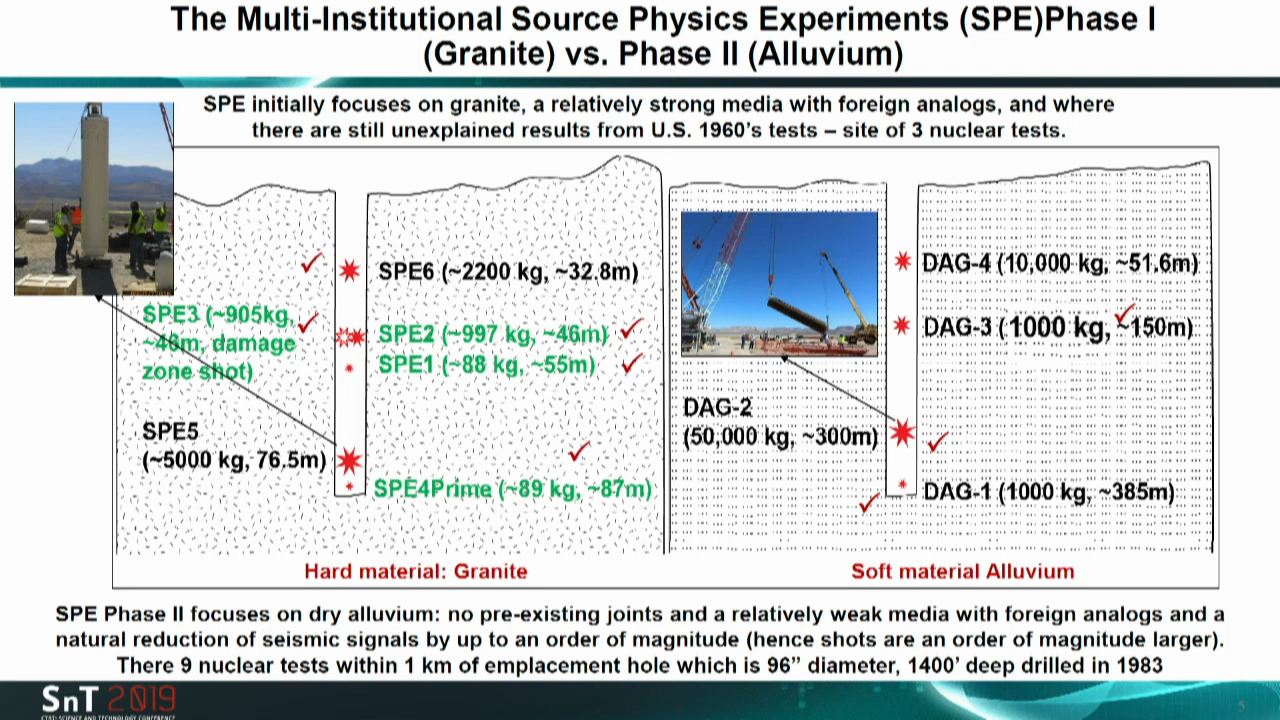 The Multi-Institutional Source Physics Experiments (SPE)Phase I
(Granite) vs. Phase II (Alluvium)
SPE initially focuses on granite, a relatively strong media with foreign analogs, and where
there are still unexplained results from U.S. 1960's tests – site of 3 nuclear tests.
SPE6 (~2200 kg, ~32.8m)
SPE3 (~905kg,
~46m, damage
zone shot)
SPE2 (~997 kg, ~46m)
SPE1 (~88 kg, ~55m)
SPE5
(~5000 kg, 76.5m)
SPE4Prime (~89 kg, ~87m)
Hard material: Granite
DAG-4 (10,000 kg, ~51.6m)
DAG-3 (1000 kg, ~150m)
DAG-2
(50,000 kg, ~300m)
DAG-1 (1000 kg, ~385m)
Soft material Alluvium
SPE Phase II focuses on dry alluvium: no pre-existing joints and a relatively weak media with foreign analogs and a
natural reduction of seismic signals by up to an order of magnitude (hence shots are an order of magnitude larger).
There 9 nuclear tests within 1 km of emplacement hole which is 96” diameter, 1400’ deep drilled in 1983
SnT 2019
CTBT: SCIENCE AND TECHNOLOGY CONFERENCE
5